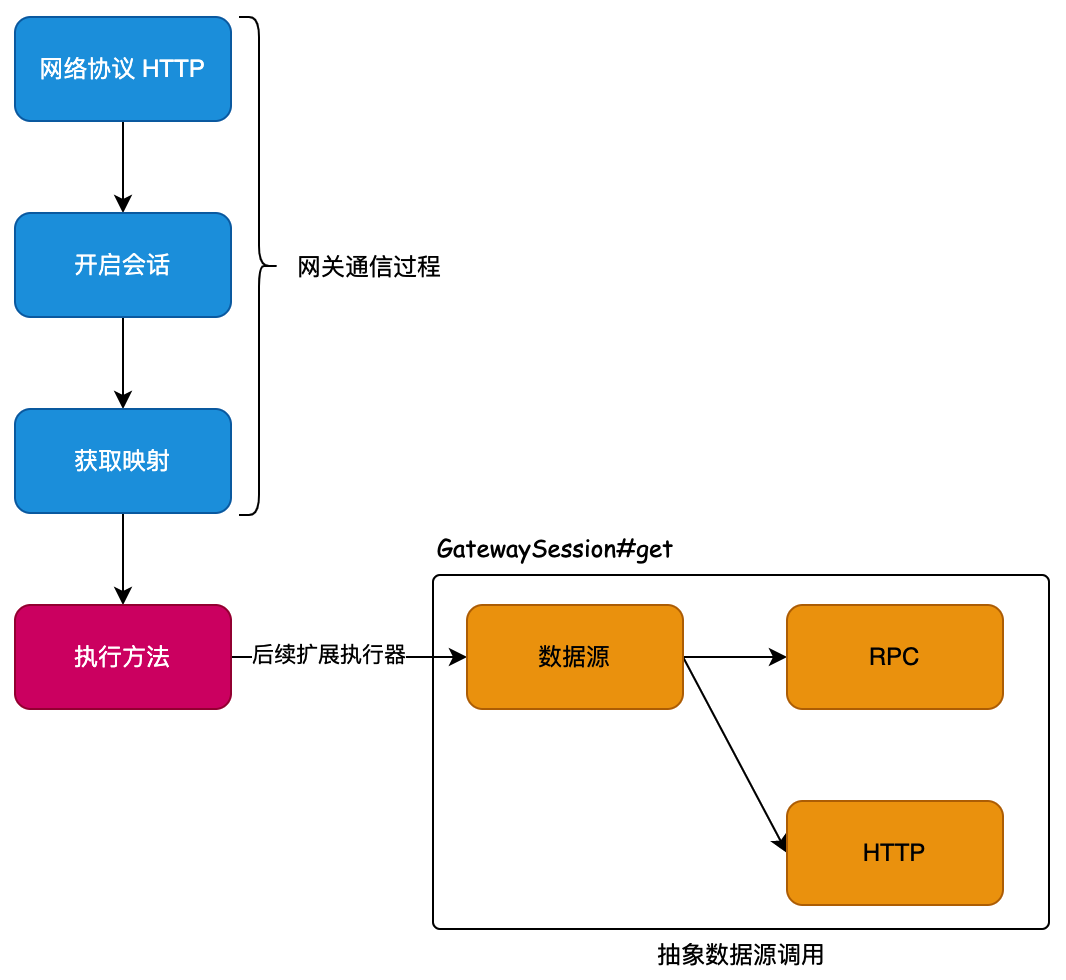 网络协议 HTTP
开启会话
网关通信过程
获取映射
GatewaySession#get
执行方法
后续扩展执行器
数据源
RPC
HTTP
抽象数据源调用